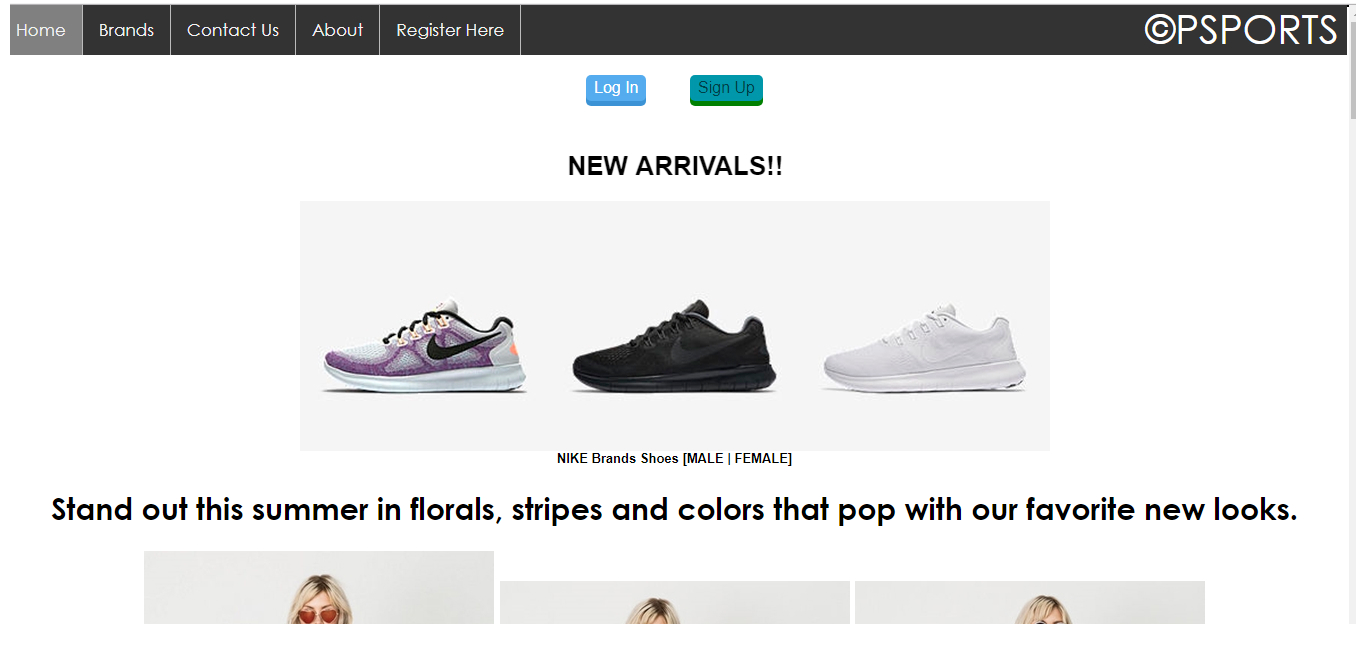 Home Brands Contact Us About Register Here ©PSPORTS
Log In Sign Up
NEW ARRIVALS!!
NIKE Brands Shoes [MALE | FEMALE]
Stand out this summer in florals, stripes and colors that pop with our favorite new looks.